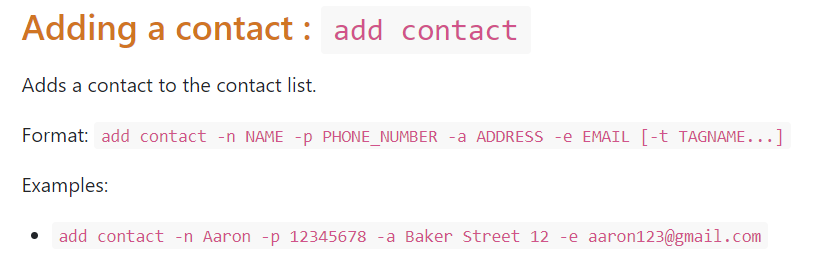 Adding a contact : add contact
Adds a contact to the contact list.
Format: add contact -n NAME -p PHONE_NUMBER -a ADDRESS -e EMAIL [-t TAGNAME...]
Examples:
• add contact -n Aaron -p 12345678 -a Baker Street 12 -e aaron123@gmail.com